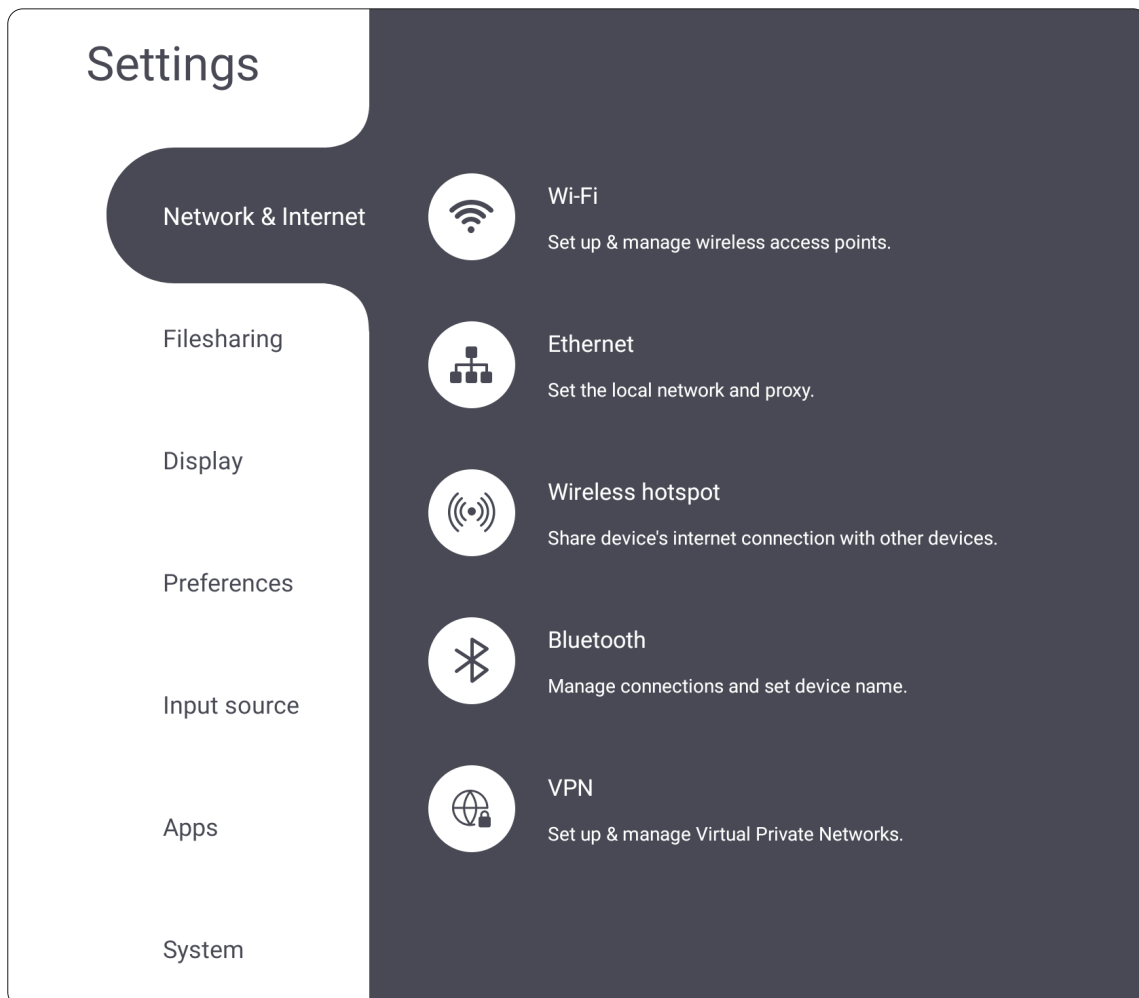 Settings
Network & Internet
Filesharing
Display
Preferences
Input source
Apps
System
Wi-Fi
Set up & manage wireless access points.
Ethernet
Set the local network and proxy.
Wireless hotspot
Share device's internet connection with other devices.
Bluetooth
Manage connections and set device name.
VPN
Set up & manage Virtual Private Networks.